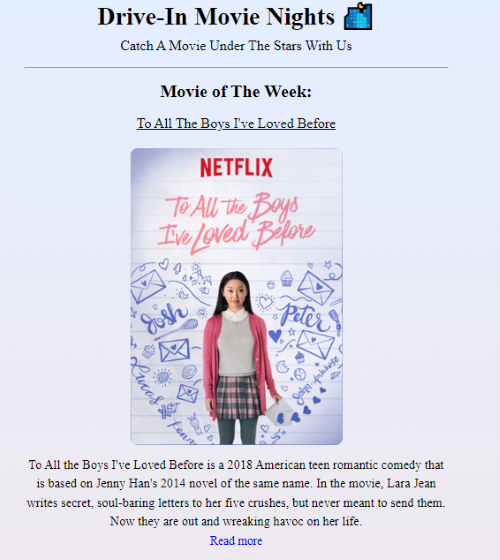 Drive-In Movie Nights
Catch A Movie Under The Stars With Us
Movie of The Week:
To All The Boys I've Loved Before
NETFLIX
To All the Boys
I've Loved Before
Josh
Peter
Lucas
Kenny
John Ambrose
To All the Boys I've Loved Before is a 2018 American teen romantic comedy that
is based on Jenny Han's 2014 novel of the same name. In the movie, Lara Jean
writes secret, soul-baring letters to her five crushes, but never meant to send them.
Now they are out and wreaking havoc on her life.
Read more